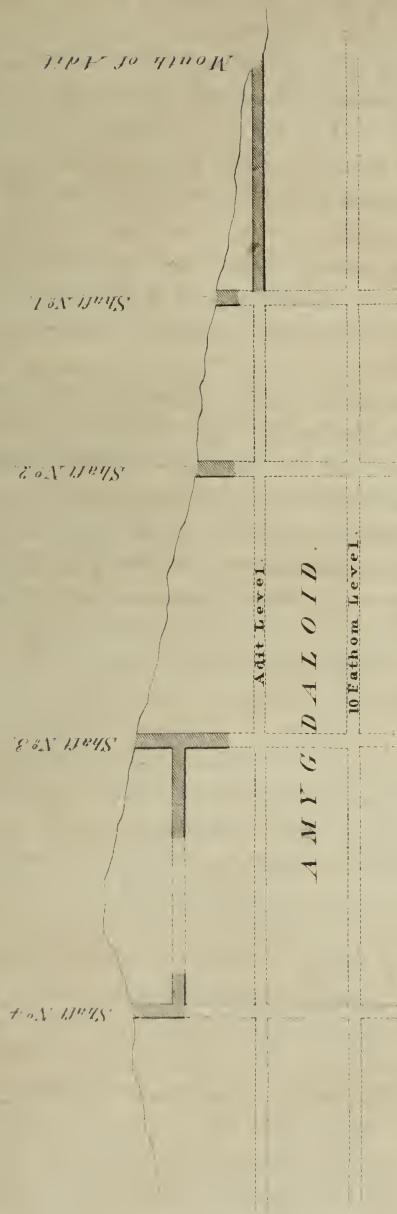 Mouth of Adit
Shaft No 1.
Shaft No 2.
Shaft No 3.
Shaft No 4
Adit Level.
AMYGDALOID.
10 Fathom Level.